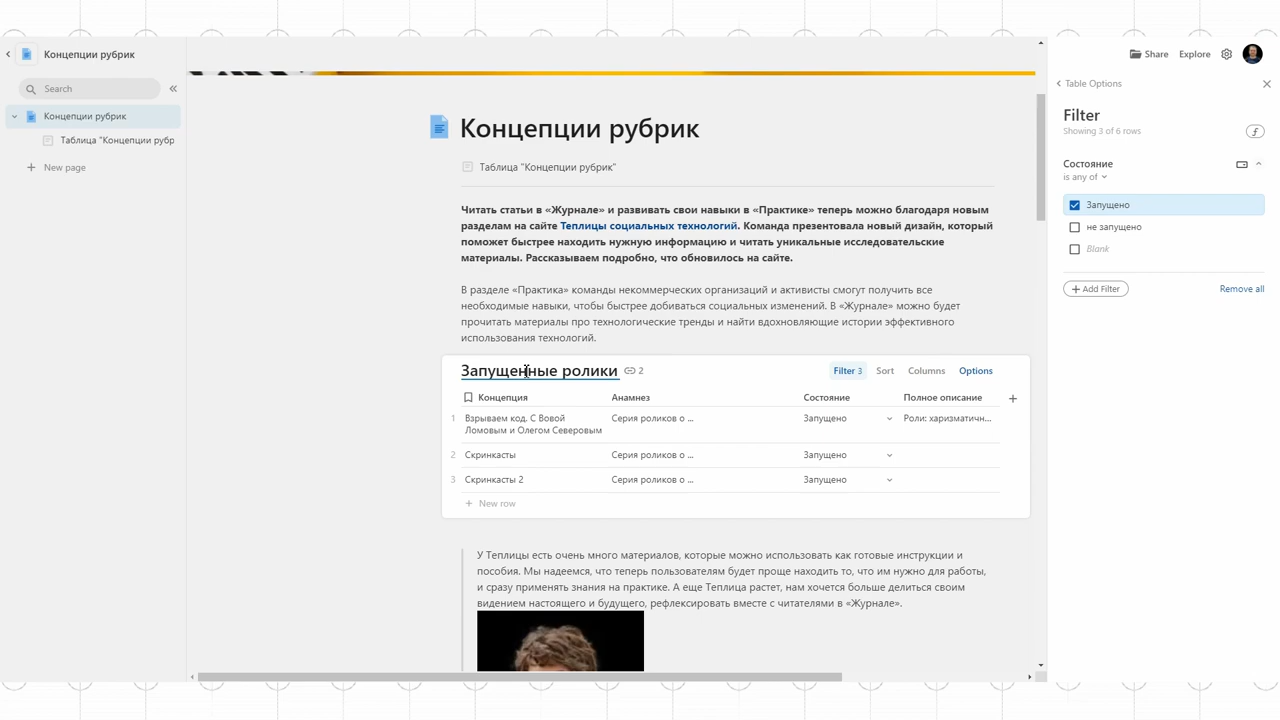 Концепции рубрик
Share
Explore
Search
Концепции рубрик
Таблица "Концепции рубр
New page
Концепции рубрик
Таблица "Концепции рубрик"
Читать статьи в «Журнале» и развивать свои навыки в «Практике» теперь можно благодаря новым
разделам на сайте Теплицы социальных технологий. Команда презентовала новый дизайн, который
поможет быстрее находить нужную информацию и читать уникальные исследовательские
материалы. Рассказываем подробно, что обновилось на сайте.
В разделе «Практика» команды некоммерческих организаций и активисты смогут получить все
необходимые навыки, чтобы быстрее добиваться социальных изменений. В «Журнале» можно будет
прочитать материалы про технологические тренды и найти вдохновляющие истории эффективного
использования технологий.
Запущенные ролики 2
Filter 3 Sort Columns Options
Концепция Анамнез Состояние Полное описание
1 Взрываем код. С Вовой Серия роликов о ... Запущено Роли: харизматичн...
Ломовым и Олегом Северовым
2 Скринкасты Серия роликов о ... Запущено
3 Скринкасты 2 Серия роликов о ... Запущено
New row
У Теплицы есть очень много материалов, которые можно использовать как готовые инструкции и
пособия. Мы надеемся, что теперь пользователям будет проще находить то, что им нужно для работы,
и сразу применять знания на практике. А еще Теплица растет, нам хочется больше делиться своим
видением настоящего и будущего, рефлексировать вместе с читателями в «Журнале».
Table Options
Filter
Showing 3 of 6 rows
Состояние
is any of
Запущено
не запущено
Blank
Add Filter
Remove all